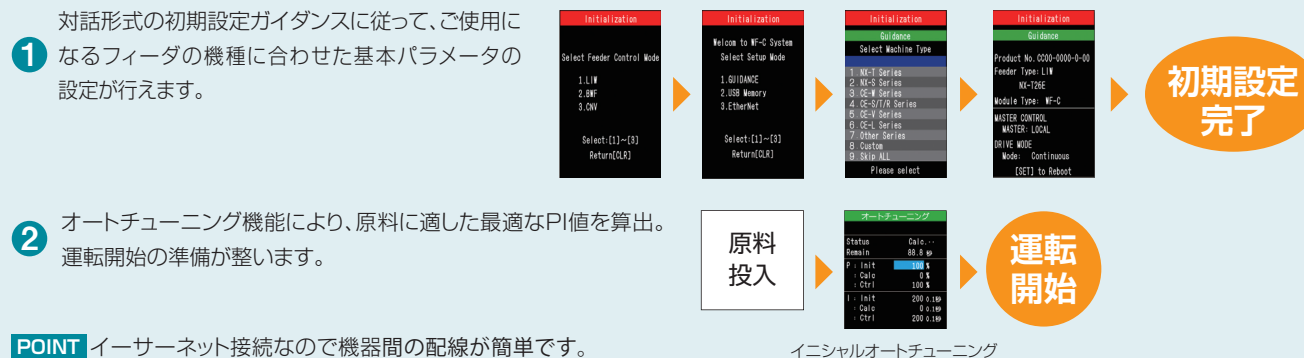 1
対話形式の初期設定ガイダンスに従って、ご使用に
なるフィーダの機種に合わせた基本パラメータの
設定が行えます。
Initialization
Select Feeder Control Mode
1.LIW
2.BWF
3.CNV
Select:[1]~[3]
Return[CLR]
Initialization
Welcom to WF-C System
Select Setup Mode
1.GUIDANCE
2.USB Memory
3.EtherNet
Select:[1]~[3]
Return[CLR]
Initialization
Guidance
Select Machine Type
1 NX-T Series
2 NX-S Series
3 CE-W Series
4 CE-S/T/R Series
5 CE-V Series
6 CE-L Series
7 Other Series
8 Custom
9 Skip ALL
Please select
Initialization
Guidance
Product No. CC00-0000-0-00
Feeder Type: LIW
NX-T26E
Module Type: WF-C
MASTER CONTROL
MASTER: LOCAL
DRIVE MODE
Mode: Continuous
[SET] to Reboot
初期設定
完了
2
オートチューニング機能により、原料に適した最適なPI値を算出。
運転開始の準備が整います。
原料
投入
オートチューニング
Status Calc.‥
Remain 88.8 秒
P : Init 100 %
: Calc 0 %
: Ctrl 100 %
I : Init 200 0.1秒
: Calc 0 0.1秒
: Ctrl 200 0.1秒
運転
開始
POINT イーサーネット接続なので機器間の配線が簡単です。
イニシャルオートチューニング